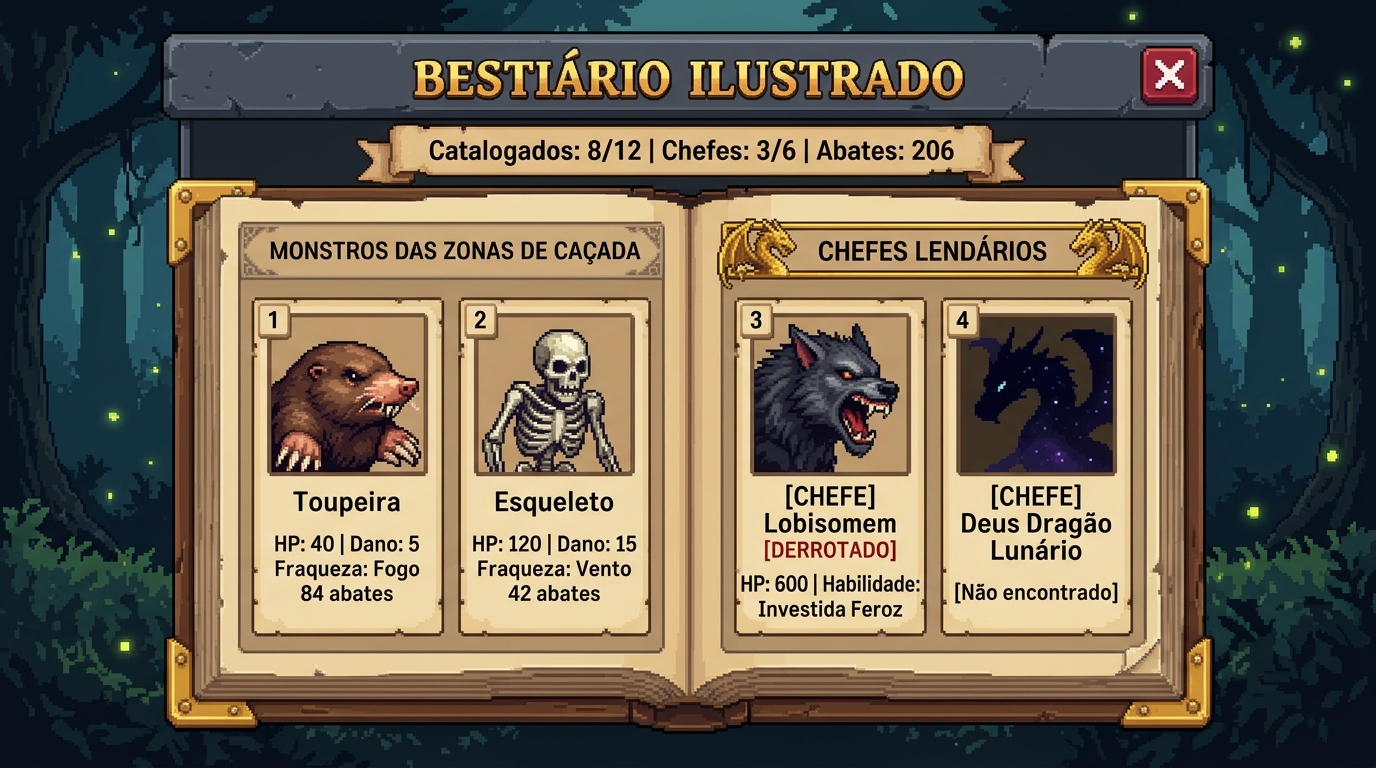 BESTIÁRIO ILUSTRADO
X
Catalogados: 8/12 | Chefes: 3/6 | Abates: 206
MONSTROS DAS ZONAS DE CAÇADA
1
Toupeira
HP: 40 | Dano: 5
Fraqueza: Fogo
84 abates
2
Esqueleto
HP: 120 | Dano: 15
Fraqueza: Vento
42 abates
CHEFES LENDÁRIOS
3
[CHEFE]
Lobisomem
[DERROTADO]
HP: 600 | Habilidade:
Investida Feroz
4
[CHEFE]
Deus Dragão
Lunário
[Não encontrado]